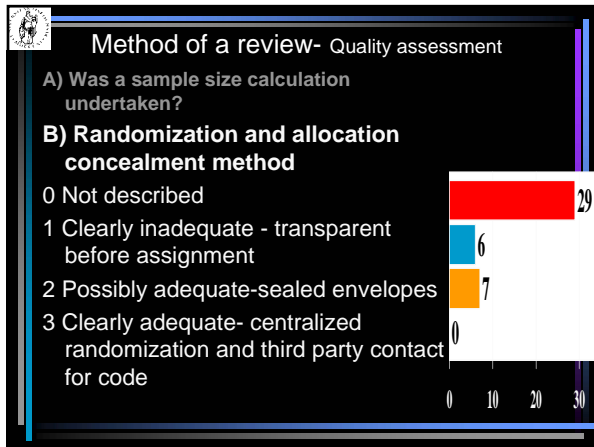 Method of a review- Quality assessment
A) Was a sample size calculation
undertaken?
B) Randomization and allocation
concealment method
0 Not described
1 Clearly inadequate - transparent
before assignment
2 Possibly adequate-sealed envelopes
3 Clearly adequate- centralized
randomization and third party contact
for code
29
6
7
0
0 10 20 30